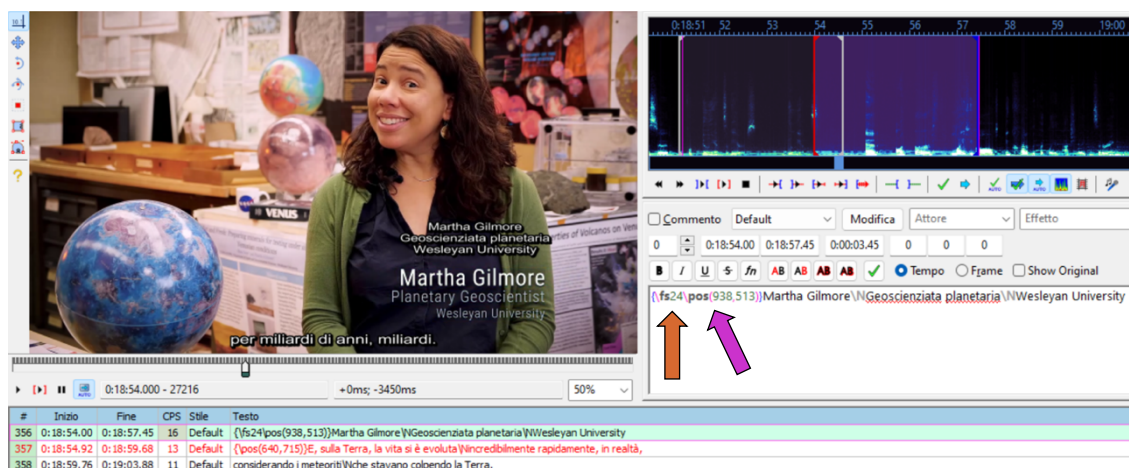 0:18:51 52 53 54 55 56 57 58 59 19:00
VENUS
Martha Gilmore
Geoscienziata planetaria
Wesleyan University
Martha Gilmore
Planetary Geoscientist
Wesleyan University
per miliardi di anni, miliardi.
Commento Default Modifica Attore Effetto
0 0:18:54.00 0:18:57.45 0:00:03.45 0 0 0
B I U S fn AB AB AB AB Tempo Frame Show Original
{\fs24\pos(938,513)}Martha Gilmore\NGeoscienziata planetaria\NWesleyan University
AUTO 0:18:54.000 - 27216 +0ms; -3450ms 50%
# Inizio Fine CPS Stile Testo
356 0:18:54.00 0:18:57.45 16 Default {\fs24\pos(938,513)}Martha Gilmore\NGeoscienziata planetaria\NWesleyan University
357 0:18:54.92 0:18:59.68 13 Default {\pos(640,715)}E, sulla Terra, la vita si è evoluta\Nincredibilmente rapidamente, in realtà,
358 0:18:59.76 0:19:03.88 11 Default considerando i meteoriti\Nche stavano colpendo la Terra.